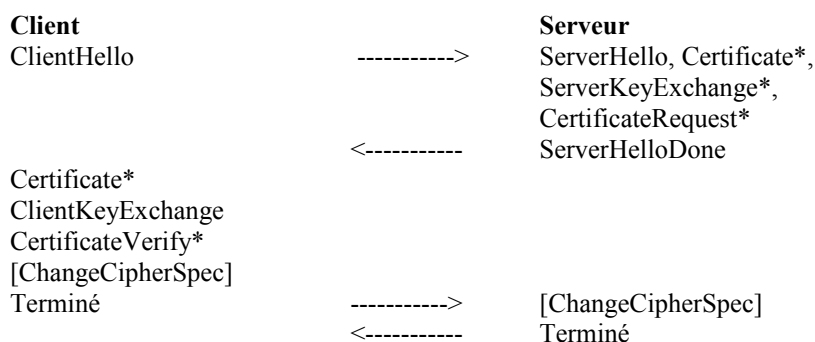 Client Serveur
ClientHello -----------> ServerHello, Certificate*,
ServerKeyExchange*,
CertificateRequest*
<----------- ServerHelloDone
Certificate*
ClientKeyExchange
CertificateVerify*
[ChangeCipherSpec]
Terminé ----------> [ChangeCipherSpec]
<----------- Terminé